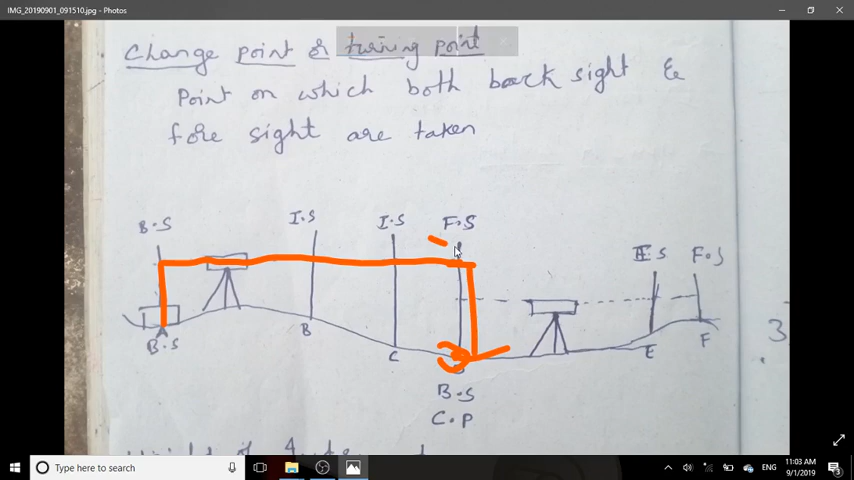 IMG_20190901_091510.jpg - Photos
Change point or turning point
Point on which both back sight &
fore sight are taken
B.S I.S I.S F.S
I.S F.S
A B
B.S
C
E F
B.S
C.P
3
Type here to search
ENG
11:03 AM
9/1/2019